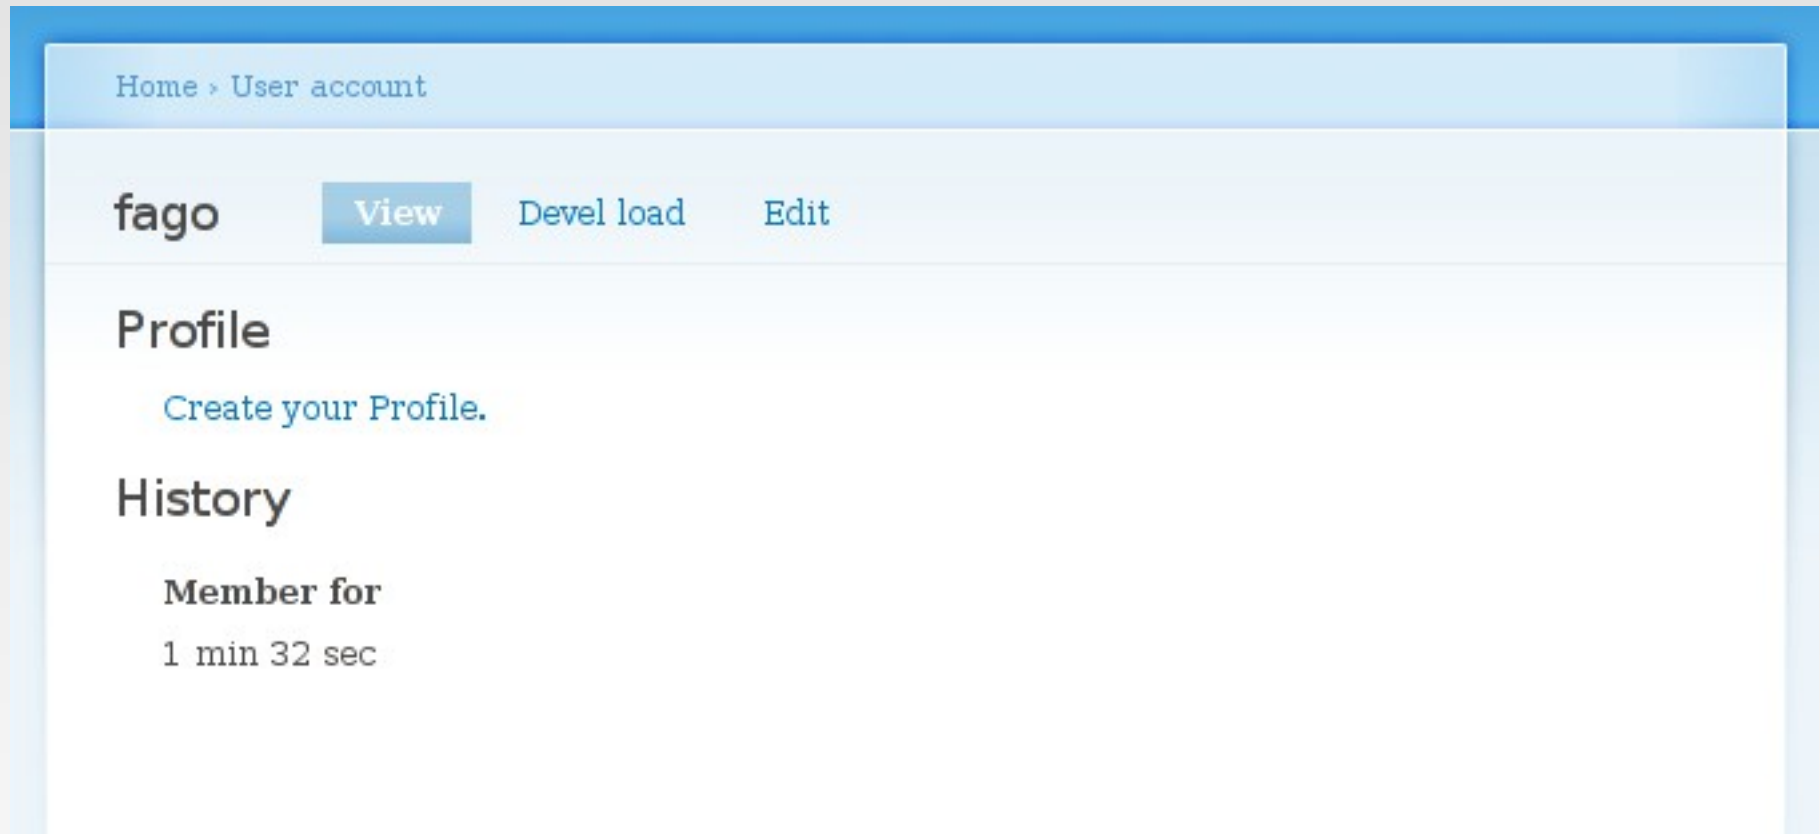 Home › User account
fago View Devel load Edit
Profile
Create your Profile.
History
Member for
1 min 32 sec